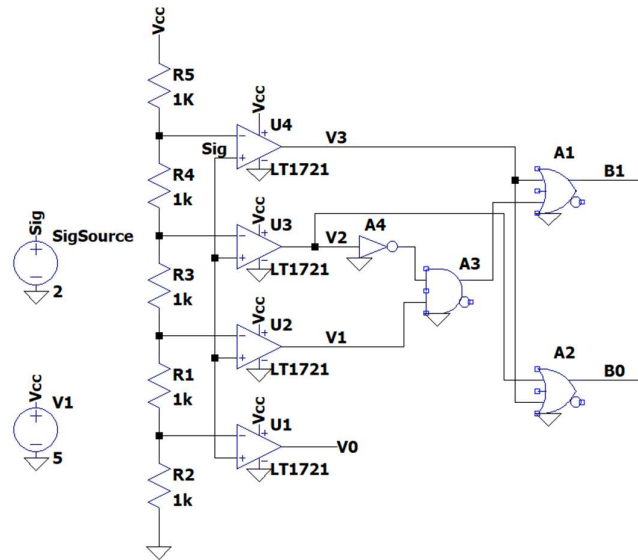 Vcc
R5
1K
Vcc
U4
V3
Sig
LT1721
A1
B1
R4
1k
Vcc
U3
V2
A4
LT1721
Sig
SigSource
2
R3
1k
A3
Vcc
U2
V1
LT1721
A2
B0
Vcc
V1
5
R1
1k
Vcc
U1
V0
LT1721
R2
1k